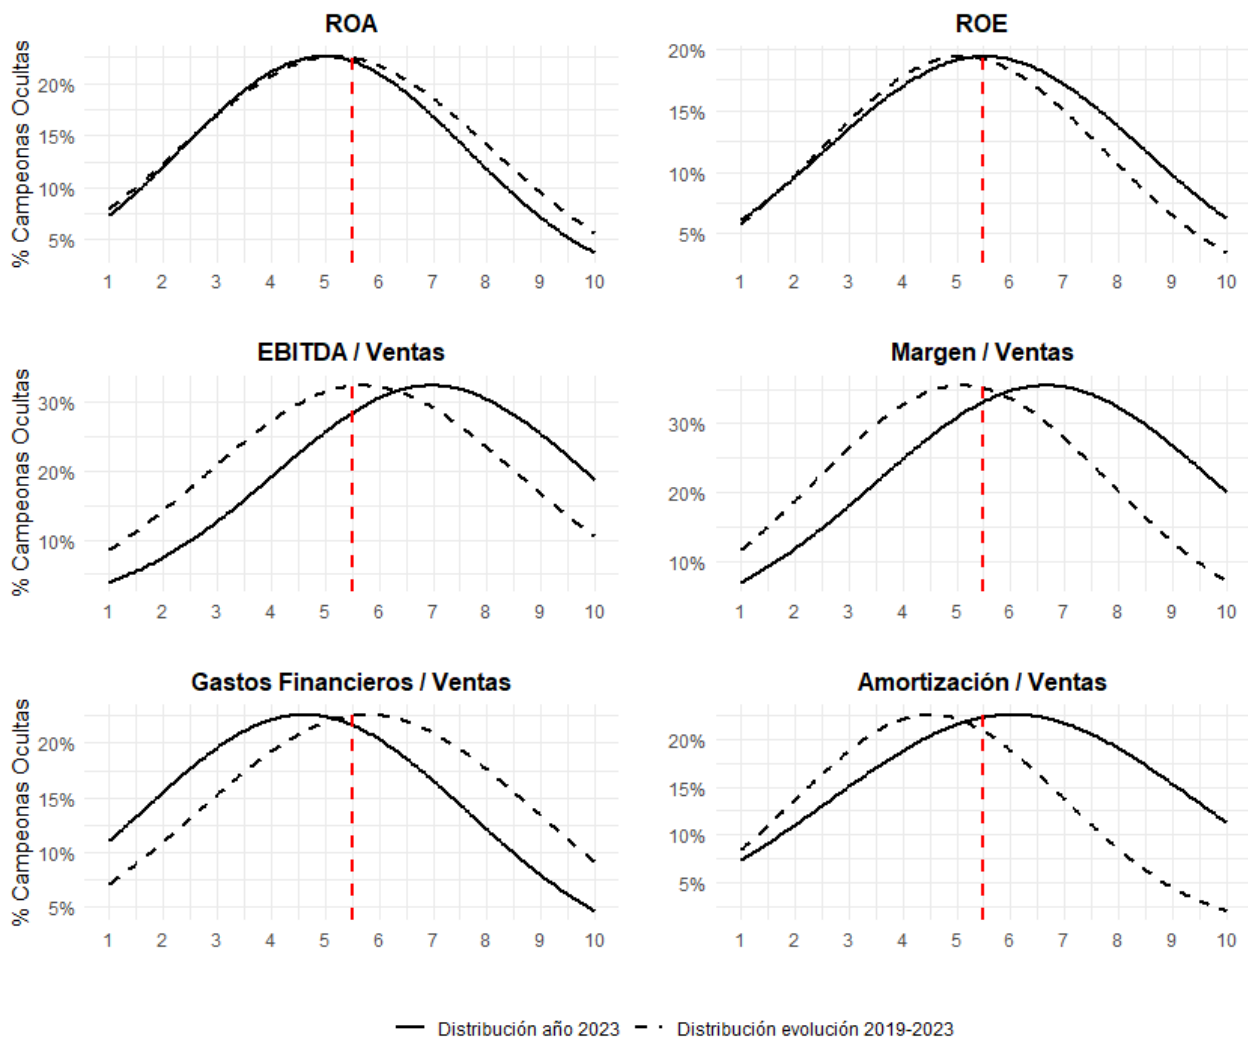 ROA
ROE
% Campeonas Ocultas
20%
15%
10%
5%
1 2 3 4 5 6 7 8 9 10
20%
15%
10%
5%
1 2 3 4 5 6 7 8 9 10
EBITDA / Ventas
Margen / Ventas
% Campeonas Ocultas
30%
20%
10%
1 2 3 4 5 6 7 8 9 10
30%
20%
10%
1 2 3 4 5 6 7 8 9 10
Gastos Financieros / Ventas
Amortización / Ventas
% Campeonas Ocultas
20%
15%
10%
5%
1 2 3 4 5 6 7 8 9 10
20%
15%
10%
5%
1 2 3 4 5 6 7 8 9 10
Distribución año 2023 Distribución evolución 2019-2023